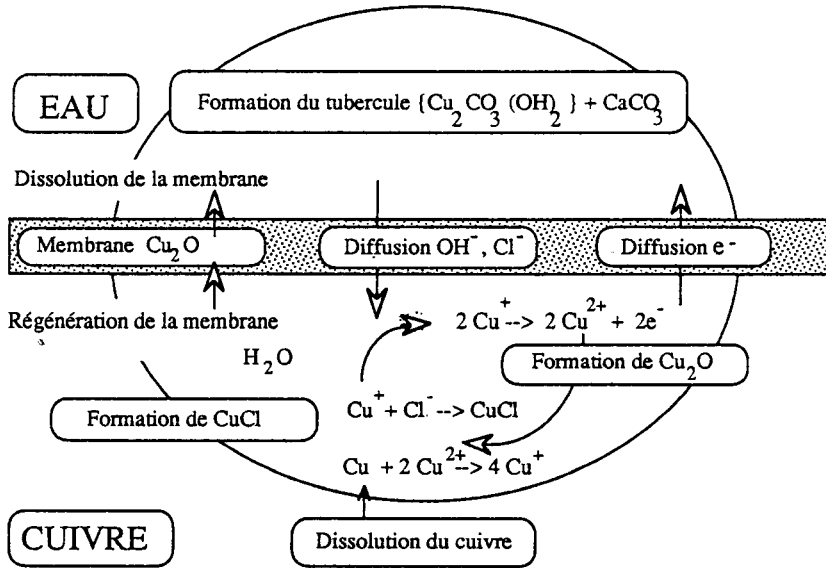 EAU
Formation du tubercule {Cu₂CO₃ (OH)₂ } + CaCO₃
Dissolution de la membrane
Membrane Cu₂O
Diffusion OH⁻, Cl⁻
Diffusion e⁻
Régénération de la membrane
2 Cu⁺ --> 2 Cu²⁺ + 2e⁻
H₂O
Formation de Cu₂O
Formation de CuCl
Cu⁺ + Cl⁻ --> CuCl
Cu + 2 Cu²⁺ --> 4 Cu⁺
CUIVRE
Dissolution du cuivre